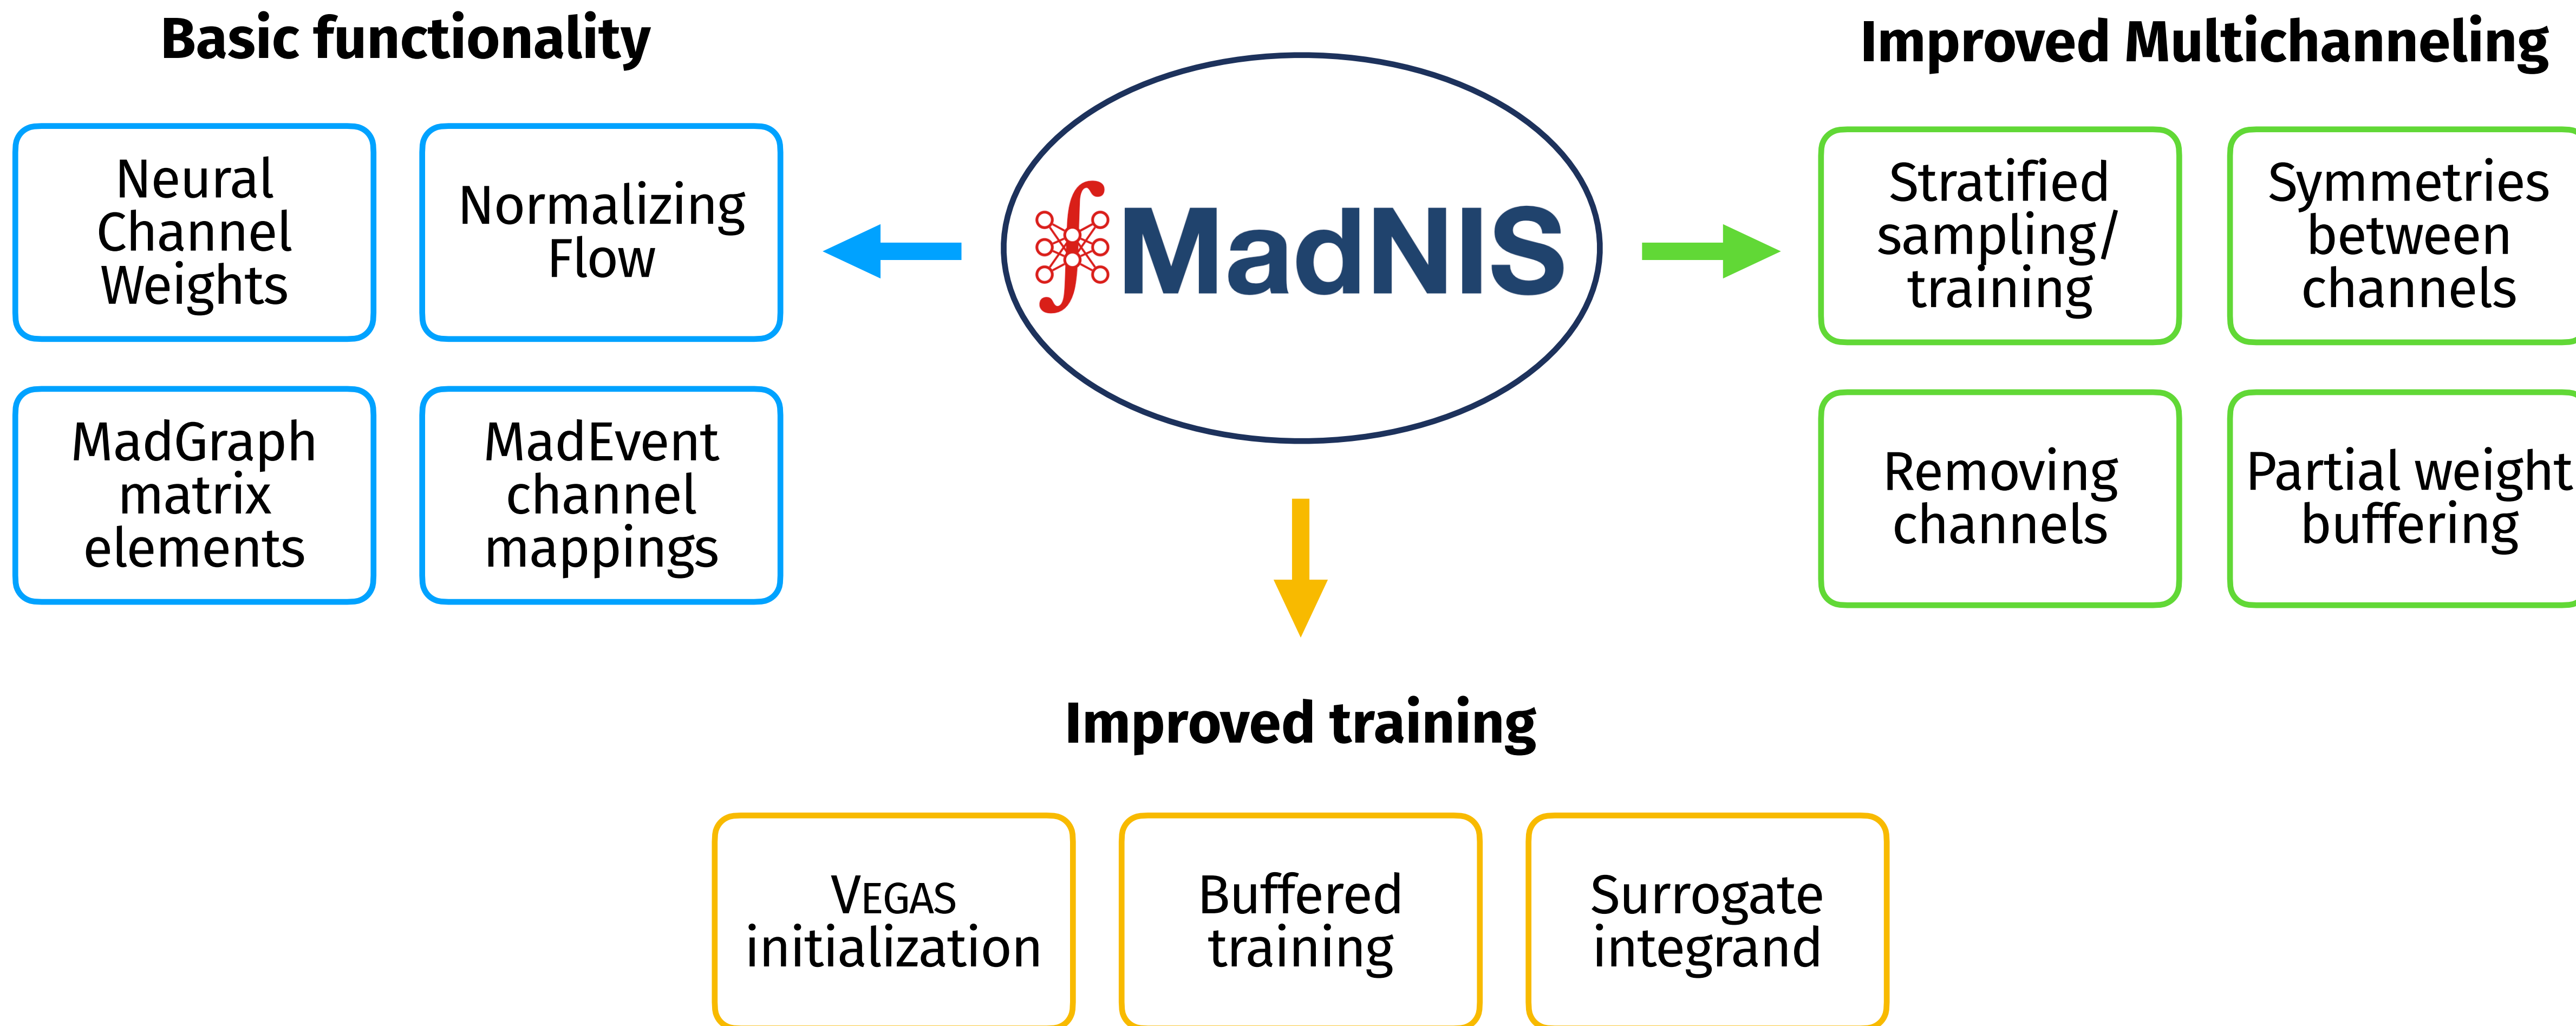 Basic functionality
Neural
Channel
Weights
Normalizing
Flow
MadGraph
matrix
elements
MadEvent
channel
mappings
MadNIS
Improved Multichanneling
Stratified
sampling/
training
Symmetries
between
channels
Removing
channels
Partial weight
buffering
Improved training
VEGAS
initialization
Buffered
training
Surrogate
integrand